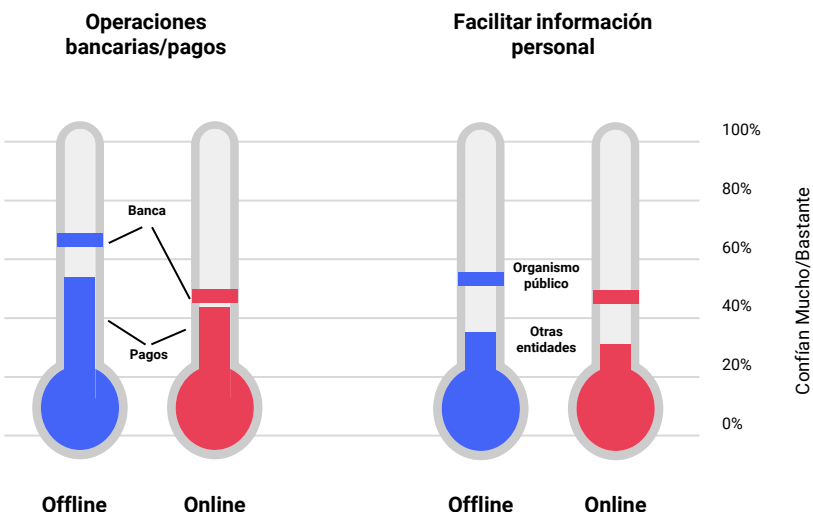 Operaciones
bancarias/pagos
Facilitar información
personal
100%
80%
60%
40%
20%
0%
Confían Mucho/Bastante
Banca
Pagos
Organismo
público
Otras
entidades
Offline
Online
Offline
Online